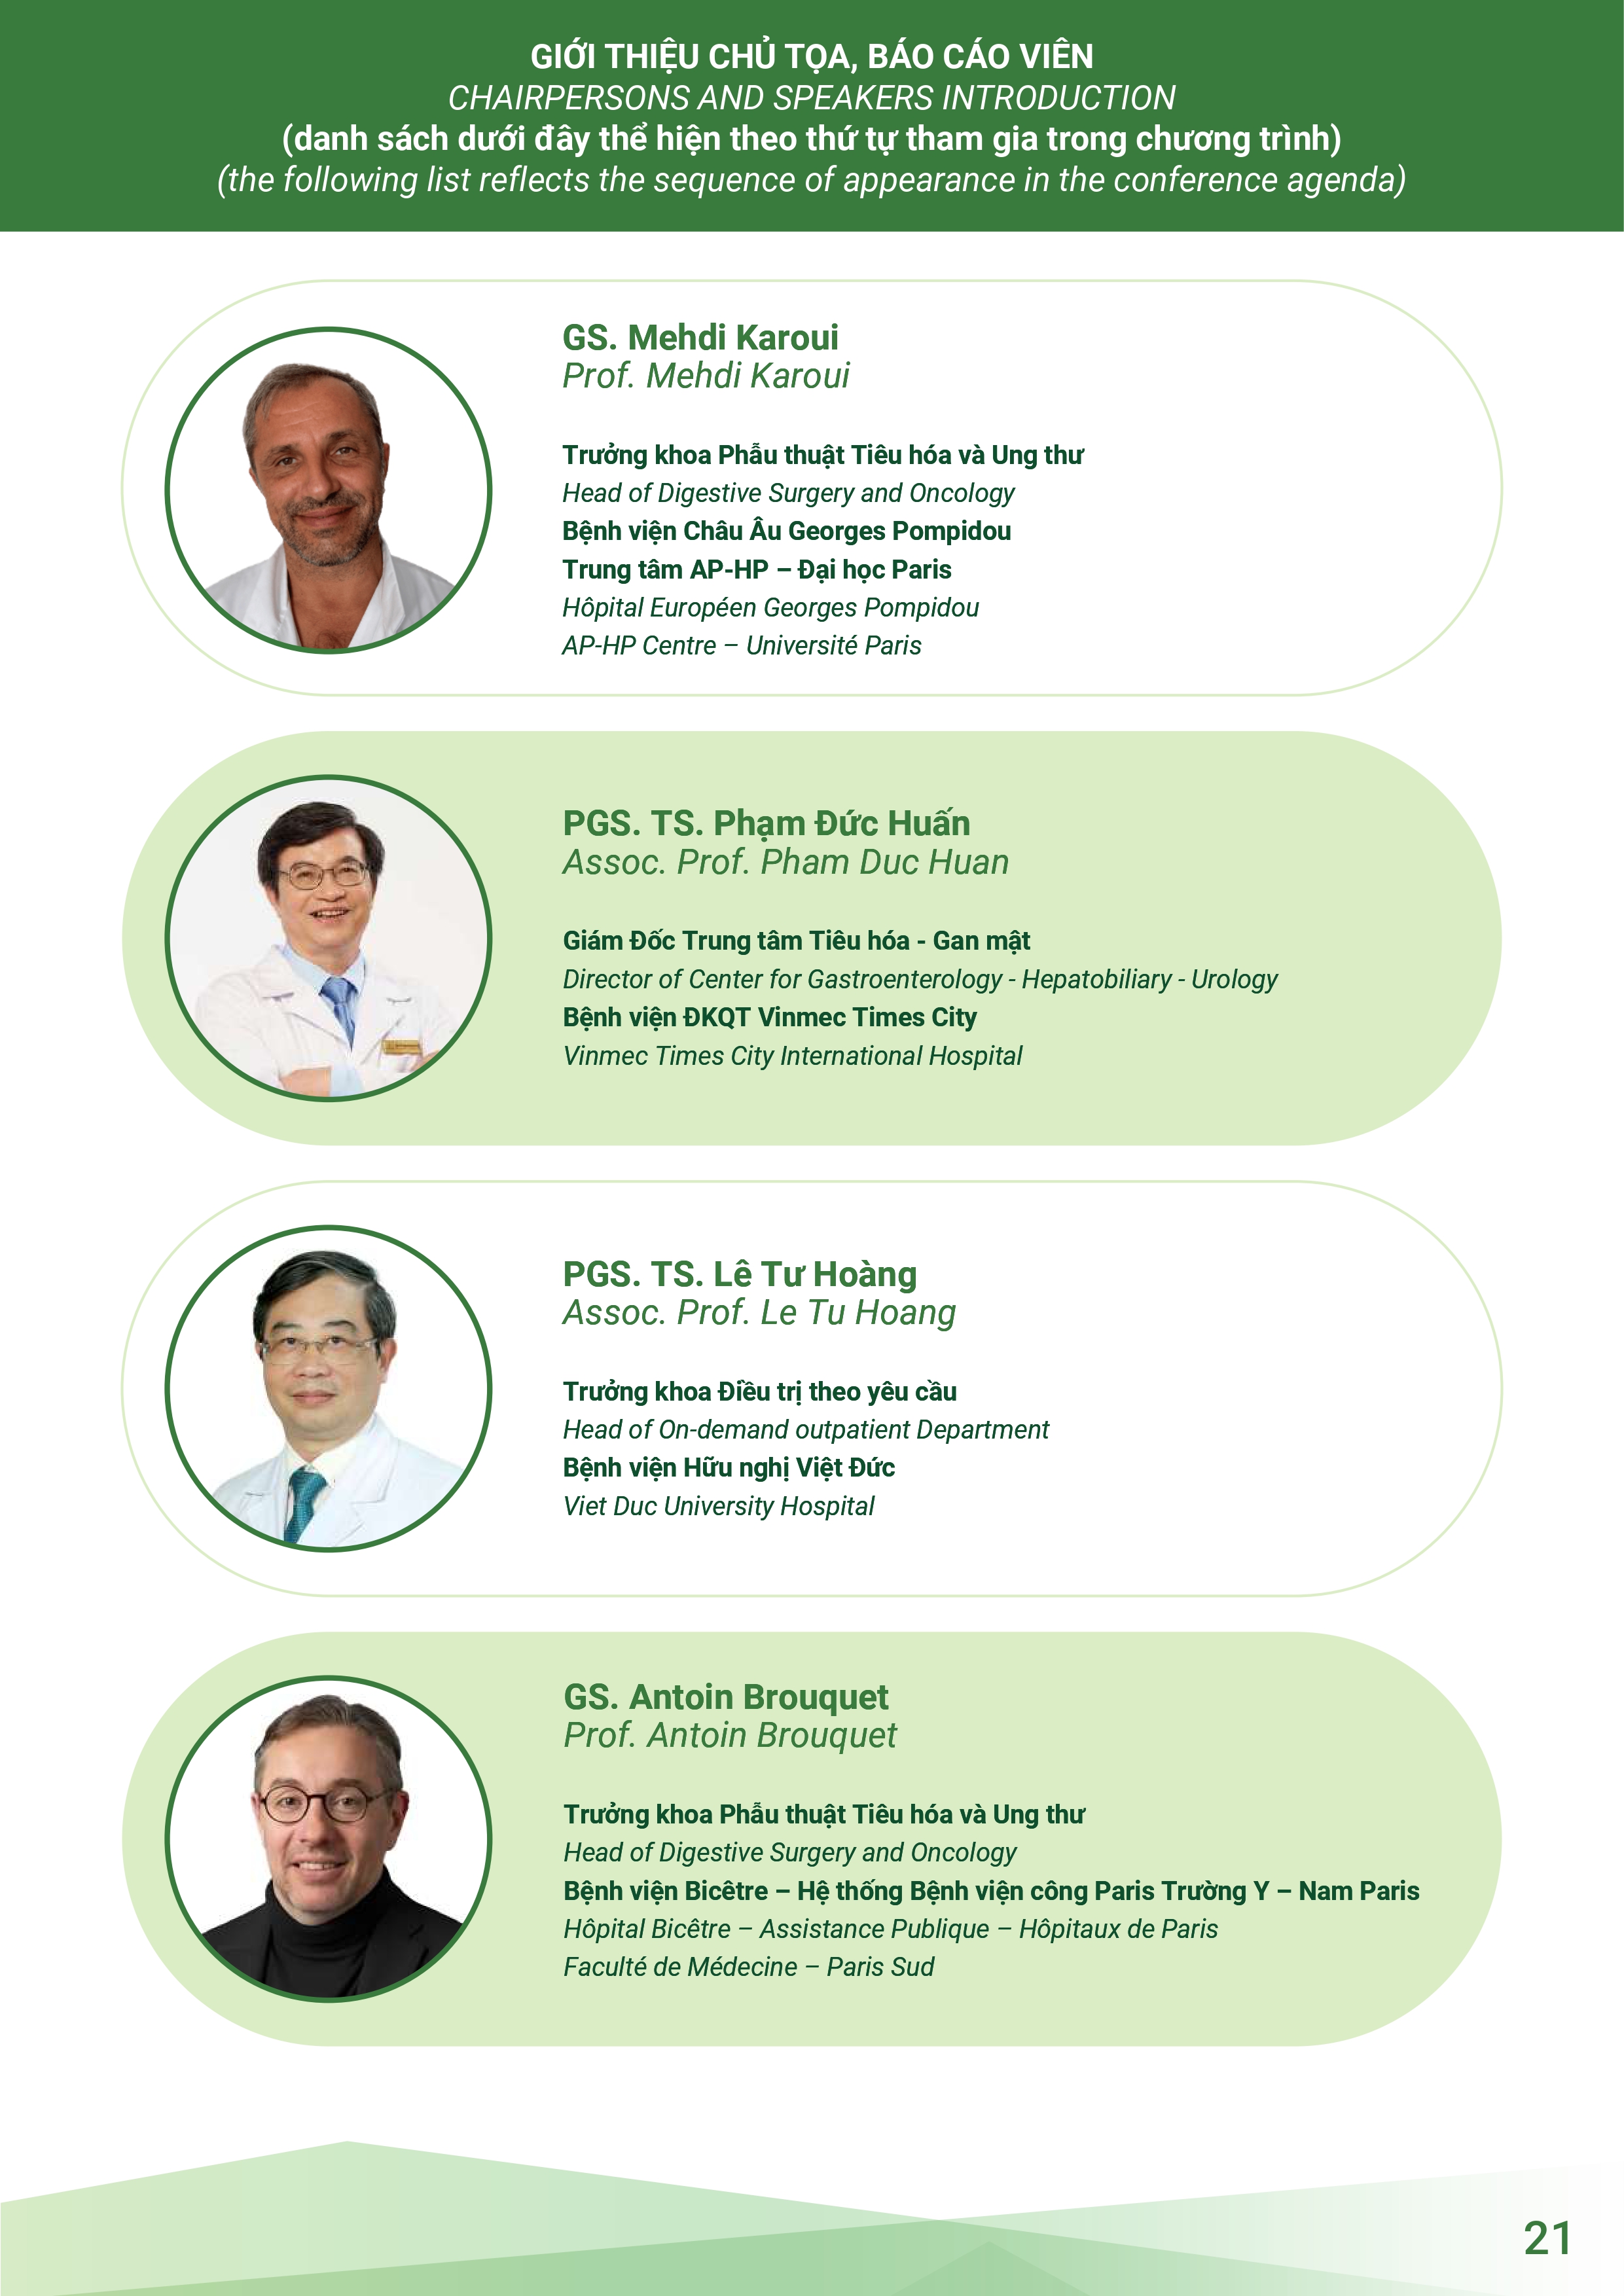 GIỚI THIỆU CHỦ TỌA, BÁO CÁO VIÊN
CHAIRPERSONS AND SPEAKERS INTRODUCTION
(danh sách dưới đây thể hiện theo thứ tự tham gia trong chương trình)
(the following list reflects the sequence of appearance in the conference agenda)
GS. Mehdi Karoui
Prof. Mehdi Karoui
Trưởng khoa Phẫu thuật Tiêu hóa và Ung thư
Head of Digestive Surgery and Oncology
Bệnh viện Châu Âu Georges Pompidou
Trung tâm AP-HP – Đại học Paris
Hôpital Européen Georges Pompidou
AP-HP Centre – Université Paris
PGS. TS. Phạm Đức Huấn
Assoc. Prof. Pham Duc Huan
Giám Đốc Trung tâm Tiêu hóa - Gan mật
Director of Center for Gastroenterology - Hepatobiliary - Urology
Bệnh viện ĐKQT Vinmec Times City
Vinmec Times City International Hospital
PGS. TS. Lê Tư Hoàng
Assoc. Prof. Le Tu Hoang
Trưởng khoa Điều trị theo yêu cầu
Head of On-demand outpatient Department
Bệnh viện Hữu nghị Việt Đức
Viet Duc University Hospital
GS. Antoin Brouquet
Prof. Antoin Brouquet
Trưởng khoa Phẫu thuật Tiêu hóa và Ung thư
Head of Digestive Surgery and Oncology
Bệnh viện Bicêtre – Hệ thống Bệnh viện công Paris Trường Y – Nam Paris
Hôpital Bicêtre – Assistance Publique – Hôpitaux de Paris
Faculté de Médecine – Paris Sud
21